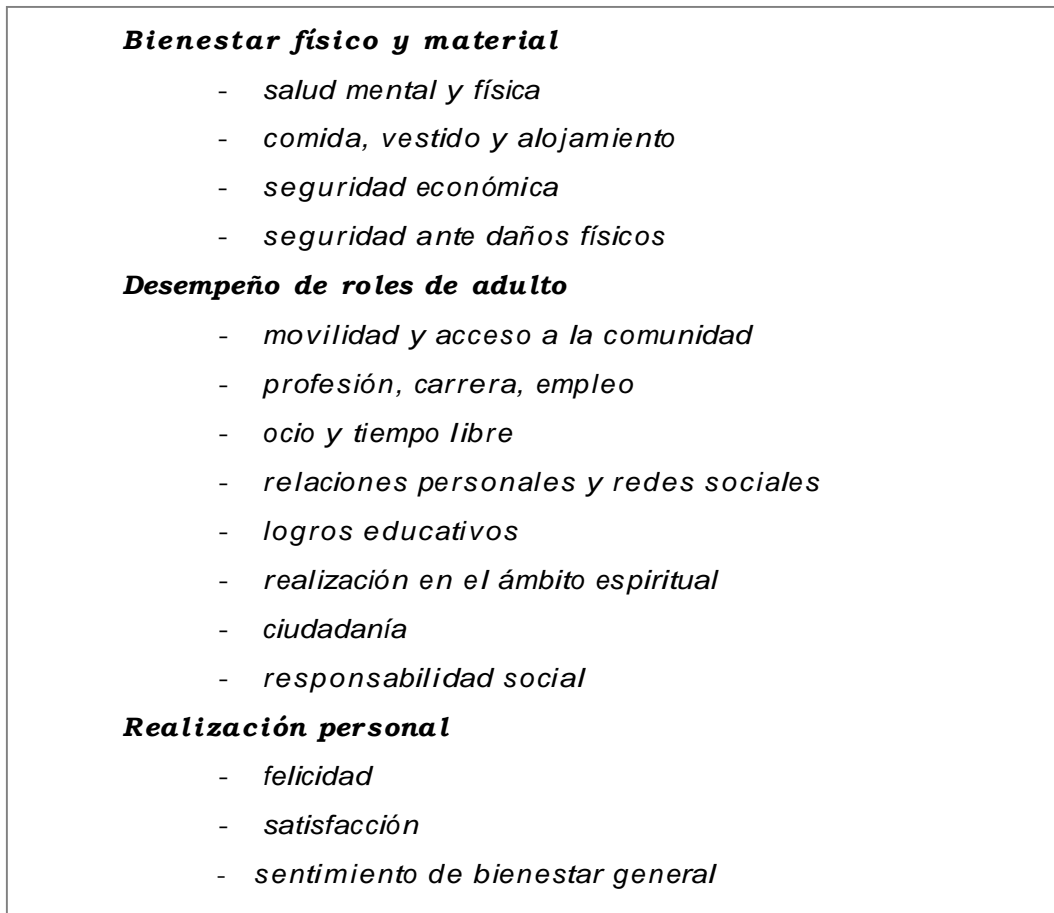 Bienestar físico y material
- salud mental y física
- comida, vestido y alojamiento
- seguridad económica
- seguridad ante daños físicos
Desempeño de roles de adulto
- movilidad y acceso a la comunidad
- profesión, carrera, empleo
- ocio y tiempo libre
- relaciones personales y redes sociales
- logros educativos
- realización en el ámbito espiritual
- ciudadanía
- responsabilidad social
Realización personal
- felicidad
- satisfacción
- sentimiento de bienestar general